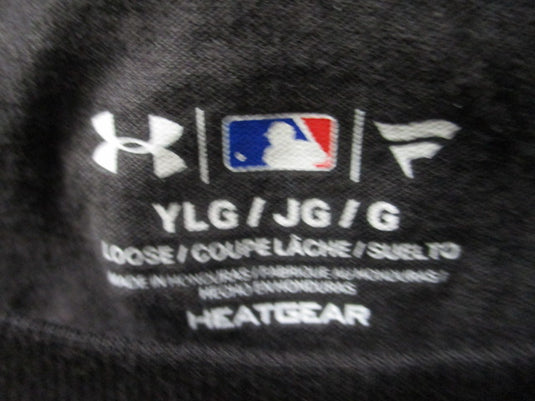 YLG / JG / G
LOOSE / COUPE LÂCHE / SUELTO
MADE IN HONDURAS / FABRIQUÉ AU HONDURAS /
HECHO EN HONDURAS
HEATGEAR